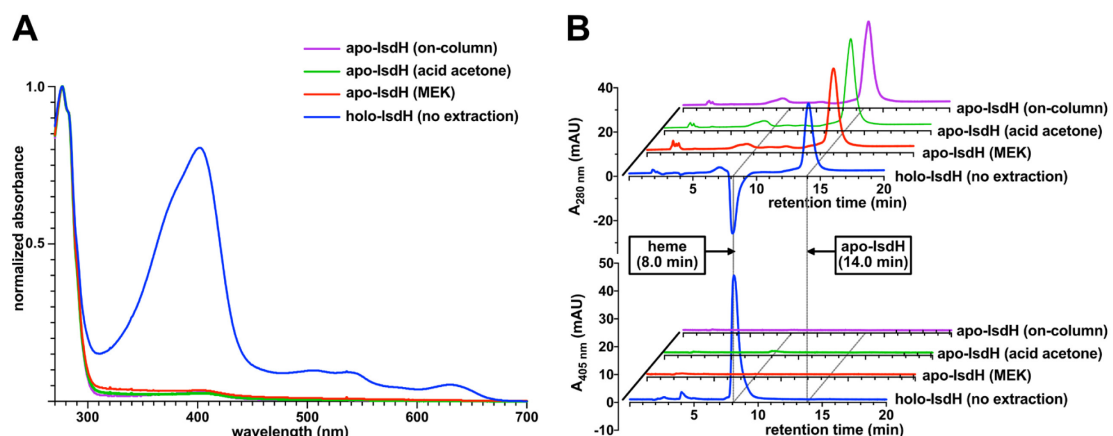 A
apo-IsdH (on-column)
apo-IsdH (acid acetone)
apo-IsdH (MEK)
holo-IsdH (no extraction)
1.0
0.5
normalized absorbance
300 400 500 600 700
wavelength (nm)
B
40
20
0
-20
A280 nm (mAU)
apo-IsdH (on-column)
apo-IsdH (acid acetone)
apo-IsdH (MEK)
holo-IsdH (no extraction)
5 10 15 20
retention time (min)
heme
(8.0 min)
apo-IsdH
(14.0 min)
50
40
30
20
10
0
-10
A405 nm (mAU)
apo-IsdH (on-column)
apo-IsdH (acid acetone)
apo-IsdH (MEK)
holo-IsdH (no extraction)
5 10 15 20
retention time (min)